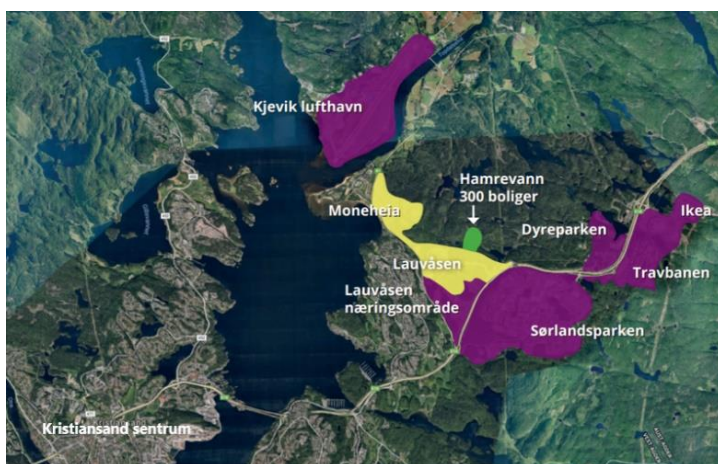 Kjevik lufthavn
Hamrevann
300 boliger
Moneheia
Ikea
Dyreparken
Lauvåsen
Travbanen
Lauvåsen
næringsområde
Sørlandsparken
Kristiansand sentrum